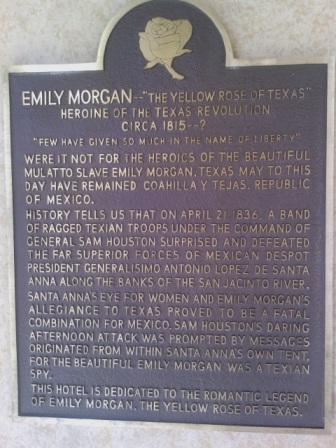 EMILY MORGAN--"THE YELLOW ROSE OF TEXAS"
HEROINE OF THE TEXAS REVOLUTION
CIRCA 1815--?
"FEW HAVE GIVEN SO MUCH IN THE NAME OF LIBERTY"
WERE IT NOT FOR THE HEROICS OF THE BEAUTIFUL
MULATTO SLAVE EMILY MORGAN, TEXAS MAY TO THIS
DAY HAVE REMAINED COAHILLA Y TEJAS, REPUBLIC
OF MEXICO.
HISTORY TELLS US THAT ON APRIL 21, 1836, A BAND
OF RAGGED TEXIAN TROOPS UNDER THE COMMAND OF
GENERAL SAM HOUSTON SURPRISED AND DEFEATED
THE FAR SUPERIOR FORCES OF MEXICAN DESPOT
PRESIDENT GENERALISIMO ANTONIO LOPEZ DE SANTA
ANNA ALONG THE BANKS OF THE SAN JACINTO RIVER.
SANTA ANNA'S EYE FOR WOMEN AND EMILY MORGAN'S
ALLEGIANCE TO TEXAS PROVED TO BE A FATAL
COMBINATION FOR MEXICO. SAM HOUSTON'S DARING
AFTERNOON ATTACK WAS PROMPTED BY MESSAGES
ORIGINATED FROM WITHIN SANTA ANNA'S OWN TENT,
FOR THE BEAUTIFUL EMILY MORGAN WAS A TEXIAN
SPY.
THIS HOTEL IS DEDICATED TO THE ROMANTIC LEGEND
OF EMILY MORGAN, THE YELLOW ROSE OF TEXAS.